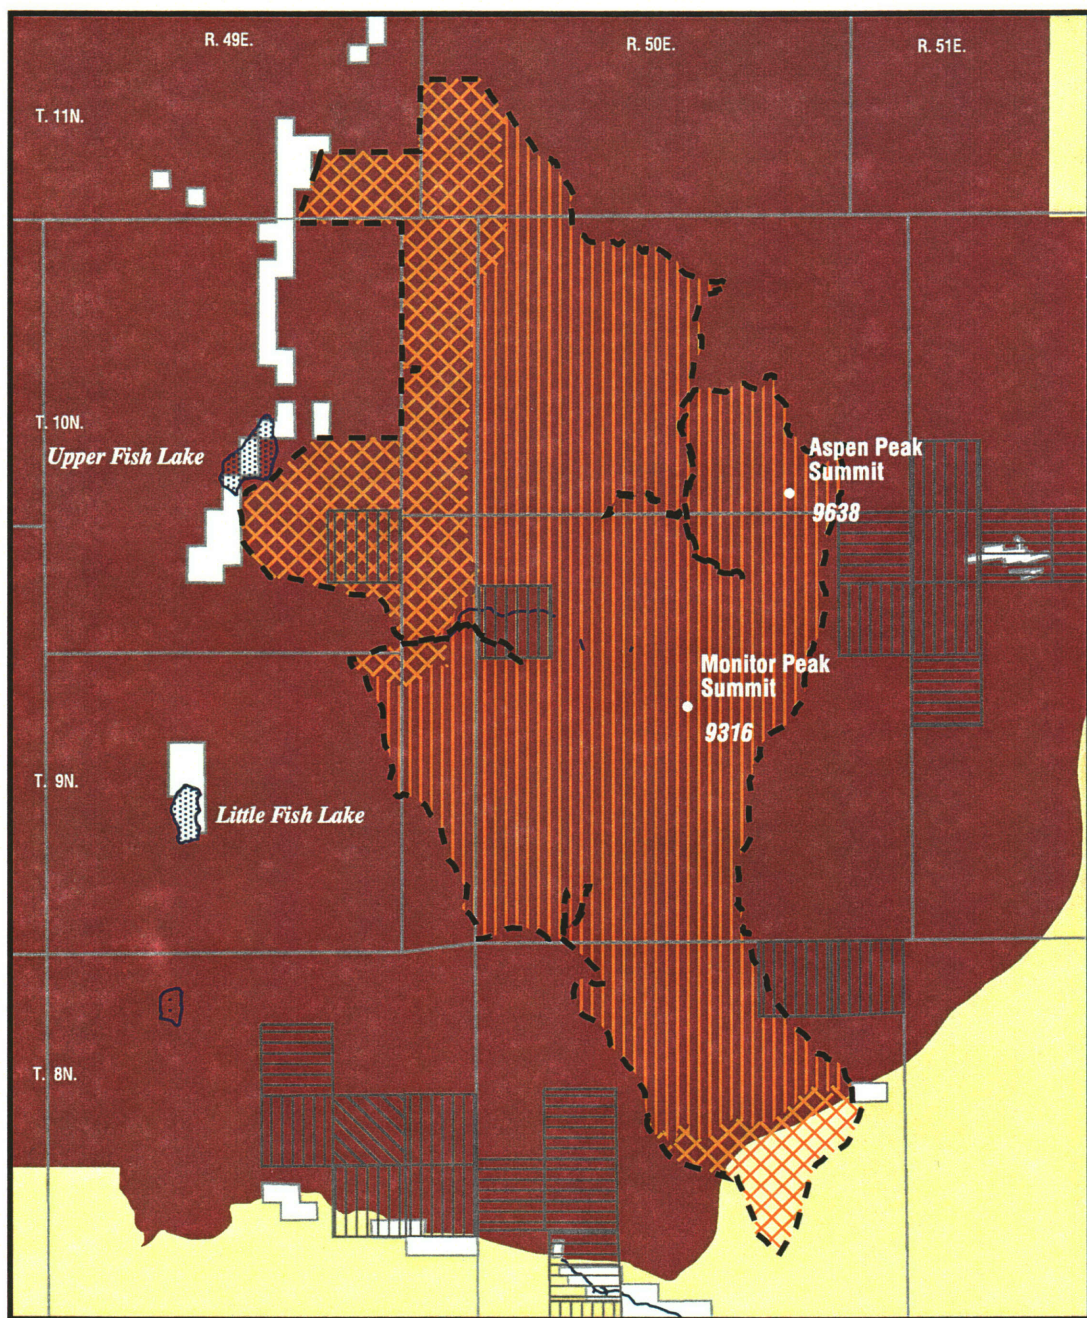 R. 49E.
R. 50E.
R. 51E.
T. 11N.
T. 10N.
Upper Fish Lake
Aspen Peak
Summit
9638
Monitor Peak
Summit
9316
T. 9N.
Little Fish Lake
T. 8N.